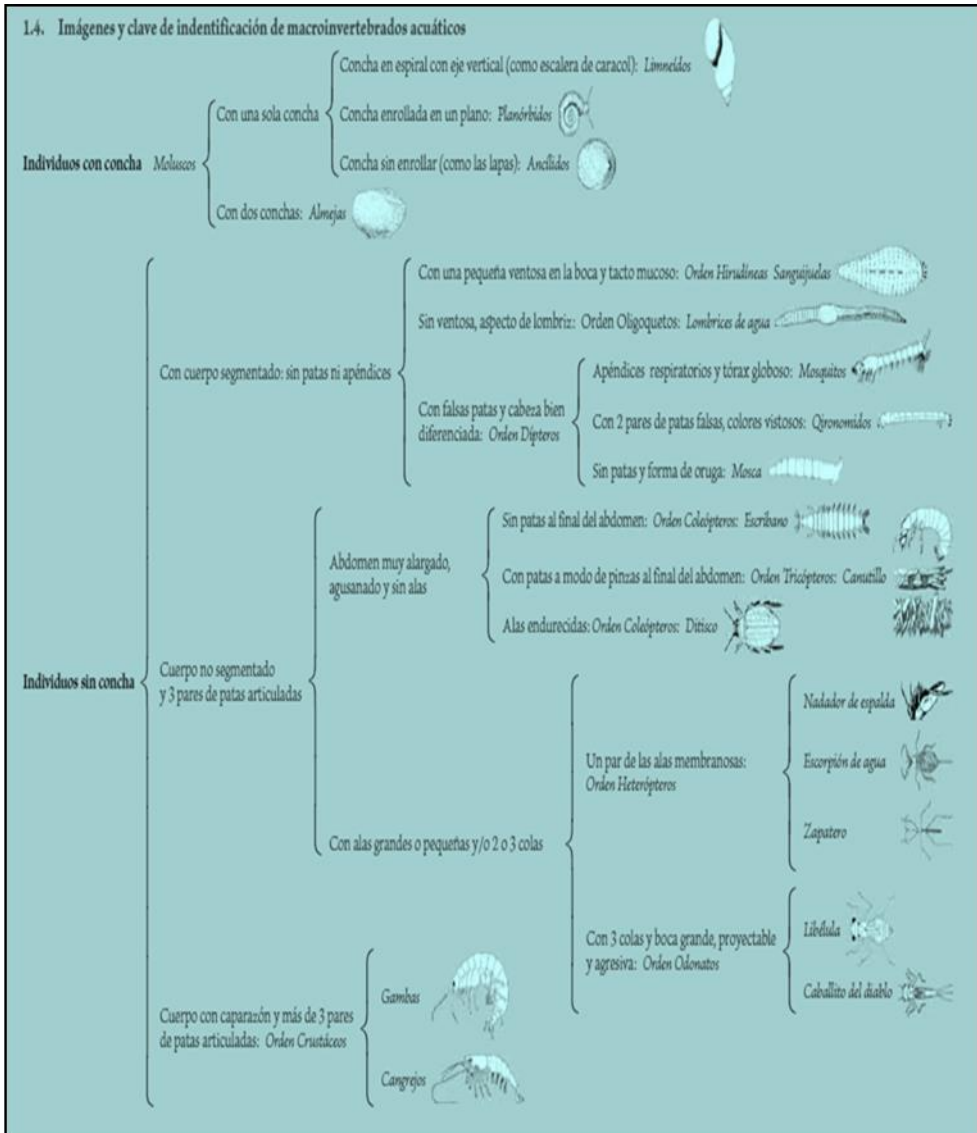 1.4. Imágenes y clave de indentificación de macroinvertebrados acuáticos
Concha en espiral con eje vertical (como escalera de caracol): Limneidos
Con una sola concha
Concha enrollada en un plano: Planórbidos
Individuos con concha Moluscos
Concha sin enrollar (como las lapas): Ancílidos
Con dos conchas: Almejas
Con una pequeña ventosa en la boca y tacto mucoso: Orden Hirudíneas Sanguijuelas
Sin ventosa, aspecto de lombriz: Orden Oligoquetos: Lombrices de agua
Con cuerpo segmentado: sin patas ni apéndices
Apéndices respiratorios y tórax globoso: Mosquitos
Con falsas patas y cabeza bien
diferenciada: Orden Dípteros
Con 2 pares de patas falsas, colores vistosos: Qironomidos
Sin patas y forma de oruga: Mosca
Sin patas al final del abdomen: Orden Coleópteros: Escribano
Abdomen muy alargado,
agusanado y sin alas
Con patas a modo de pinzas al final del abdomen: Orden Tricópteros: Canutillo
Alas endurecidas: Orden Coleópteros: Ditisco
Individuos sin concha
Cuerpo no segmentado
y 3 pares de patas articuladas
Nadador de espalda
Un par de las alas membranosas:
Orden Heterópteros
Escorpión de agua
Zapatero
Con alas grandes o pequeñas y/o 2 o 3 colas
Libélula
Con 3 colas y boca grande, proyectable
y agresiva: Orden Odonatos
Caballito del diablo
Gambas
Cuerpo con caparazón y más de 3 pares
de patas articuladas: Orden Crustáceos
Cangrejos